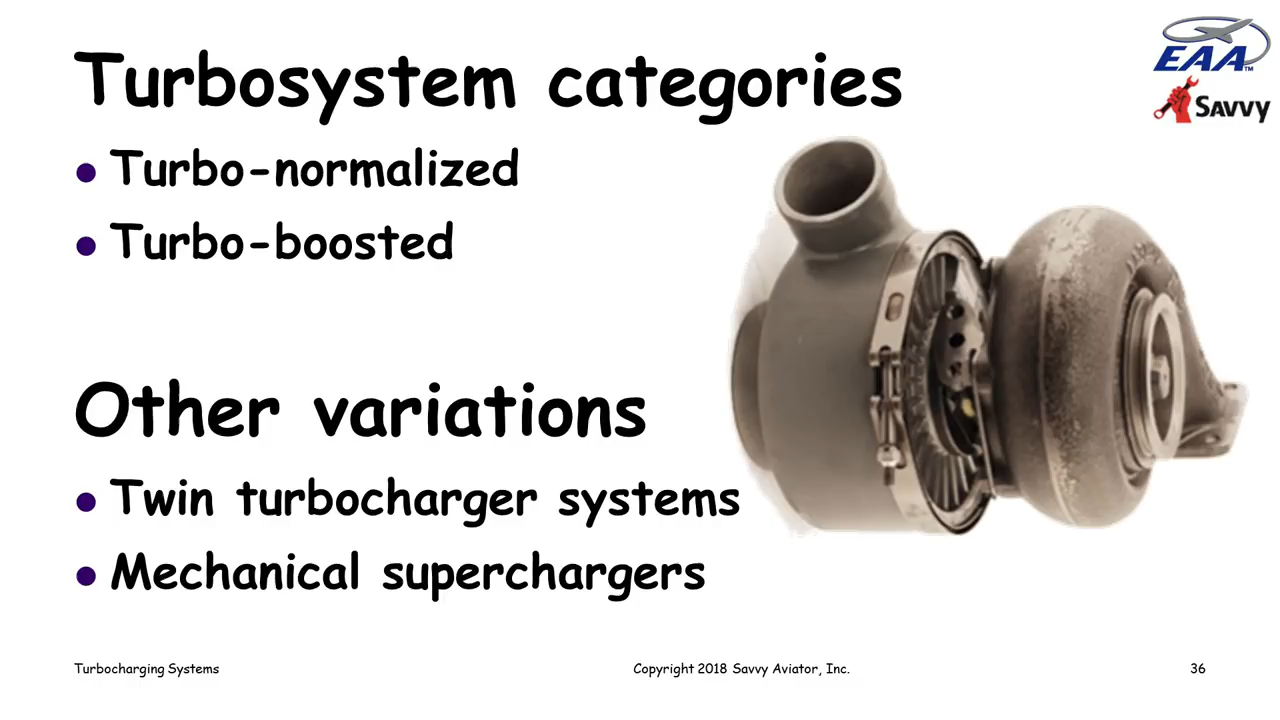 Turbosystem categories
EAA™
Savvy
● Turbo-normalized
● Turbo-boosted
Other variations
● Twin turbocharger systems
● Mechanical superchargers
Turbocharging Systems
Copyright 2018 Savvy Aviator, Inc.
36